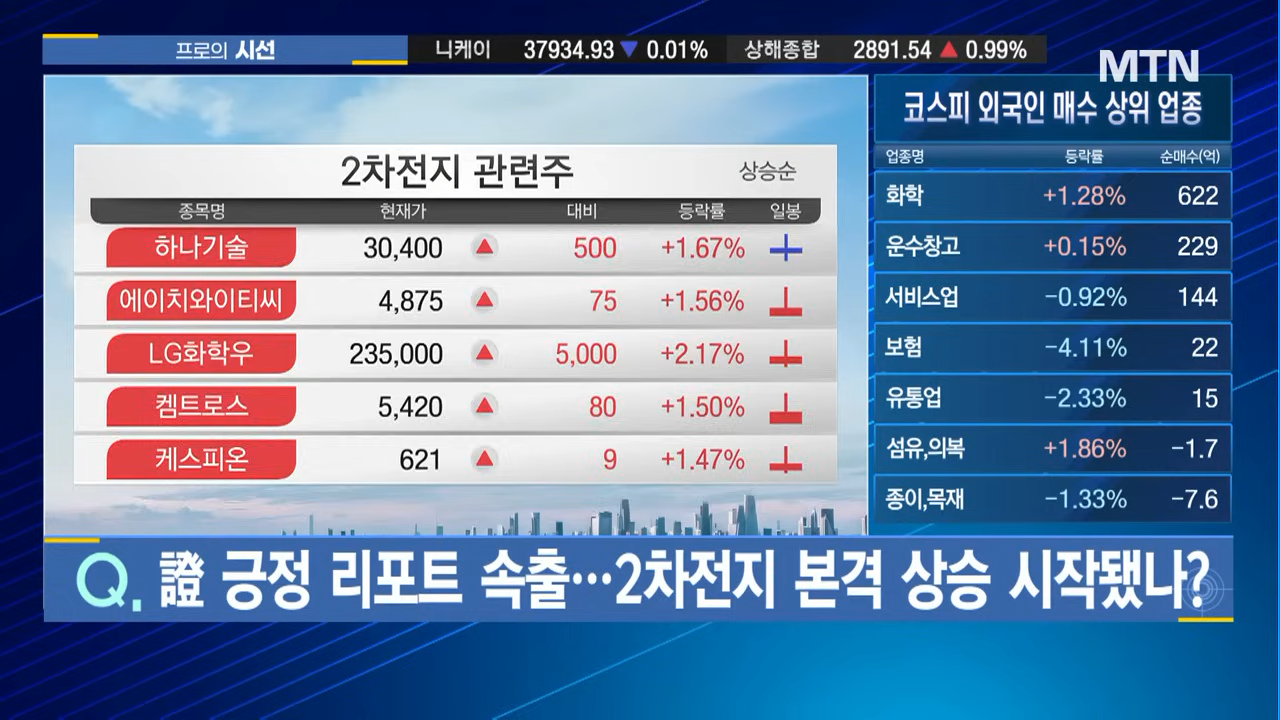 프로의 시선
니케이 37934.93 ▼ 0.01% 상해종합 2891.54 ▲ 0.99%
MTN
2차전지 관련주 상승순
종목명 현재가 대비 등락률 일봉
하나기술 30,400 ▲ 500 +1.67%
에이치와이티씨 4,875 ▲ 75 +1.56%
LG화학우 235,000 ▲ 5,000 +2.17%
켐트로스 5,420 ▲ 80 +1.50%
케스피온 621 ▲ 9 +1.47%
코스피 외국인 매수 상위 업종
업종명 등락률 순매수(억)
화학 +1.28% 622
운수창고 +0.15% 229
서비스업 -0.92% 144
보험 -4.11% 22
유통업 -2.33% 15
섬유,의복 +1.86% -1.7
종이,목재 -1.33% -7.6
Q. 證 긍정 리포트 속출…2차전지 본격 상승 시작됐나?